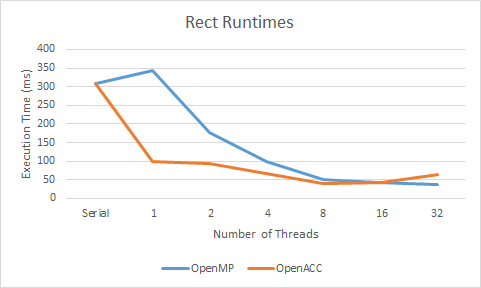 Rect Runtimes
400
350
300
250
200
150
100
50
0
Execution Time (ms)
Serial 1 2 4 8 16 32
Number of Threads
OpenMP OpenACC